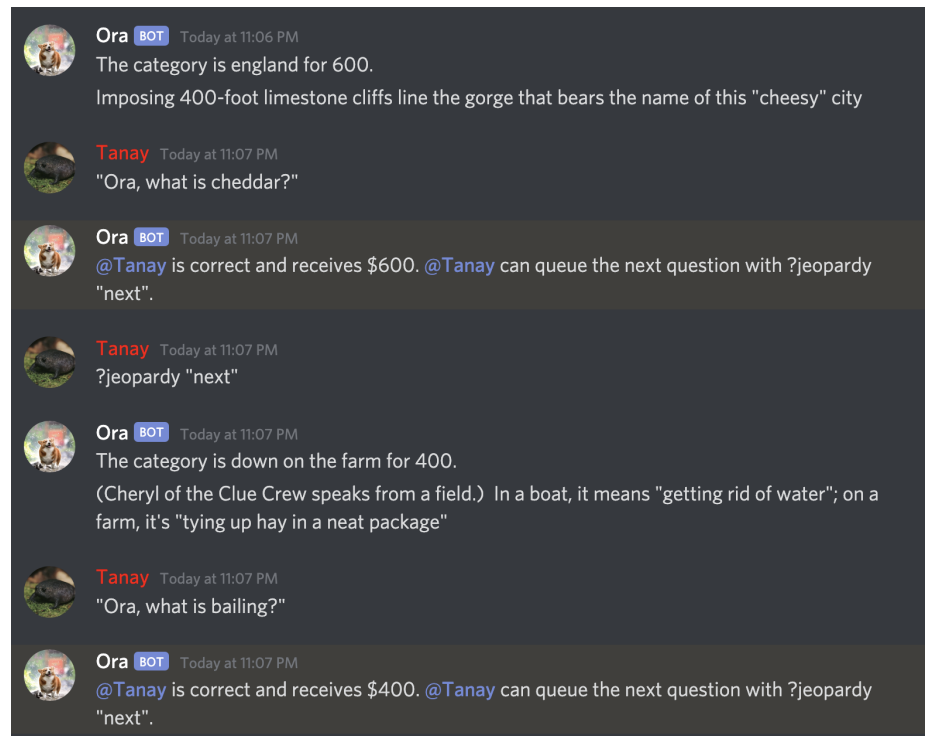 Ora BOT Today at 11:06 PM
The category is england for 600.
Imposing 400-foot limestone cliffs line the gorge that bears the name of this "cheesy" city
Tanay Today at 11:07 PM
"Ora, what is cheddar?"
Ora BOT Today at 11:07 PM
@Tanay is correct and receives $600. @Tanay can queue the next question with ?jeopardy
"next".
Tanay Today at 11:07 PM
?jeopardy "next"
Ora BOT Today at 11:07 PM
The category is down on the farm for 400.
(Cheryl of the Clue Crew speaks from a field.)  In a boat, it means "getting rid of water"; on a
farm, it's "tying up hay in a neat package"
Tanay Today at 11:07 PM
"Ora, what is bailing?"
Ora BOT Today at 11:07 PM
@Tanay is correct and receives $400. @Tanay can queue the next question with ?jeopardy
"next".